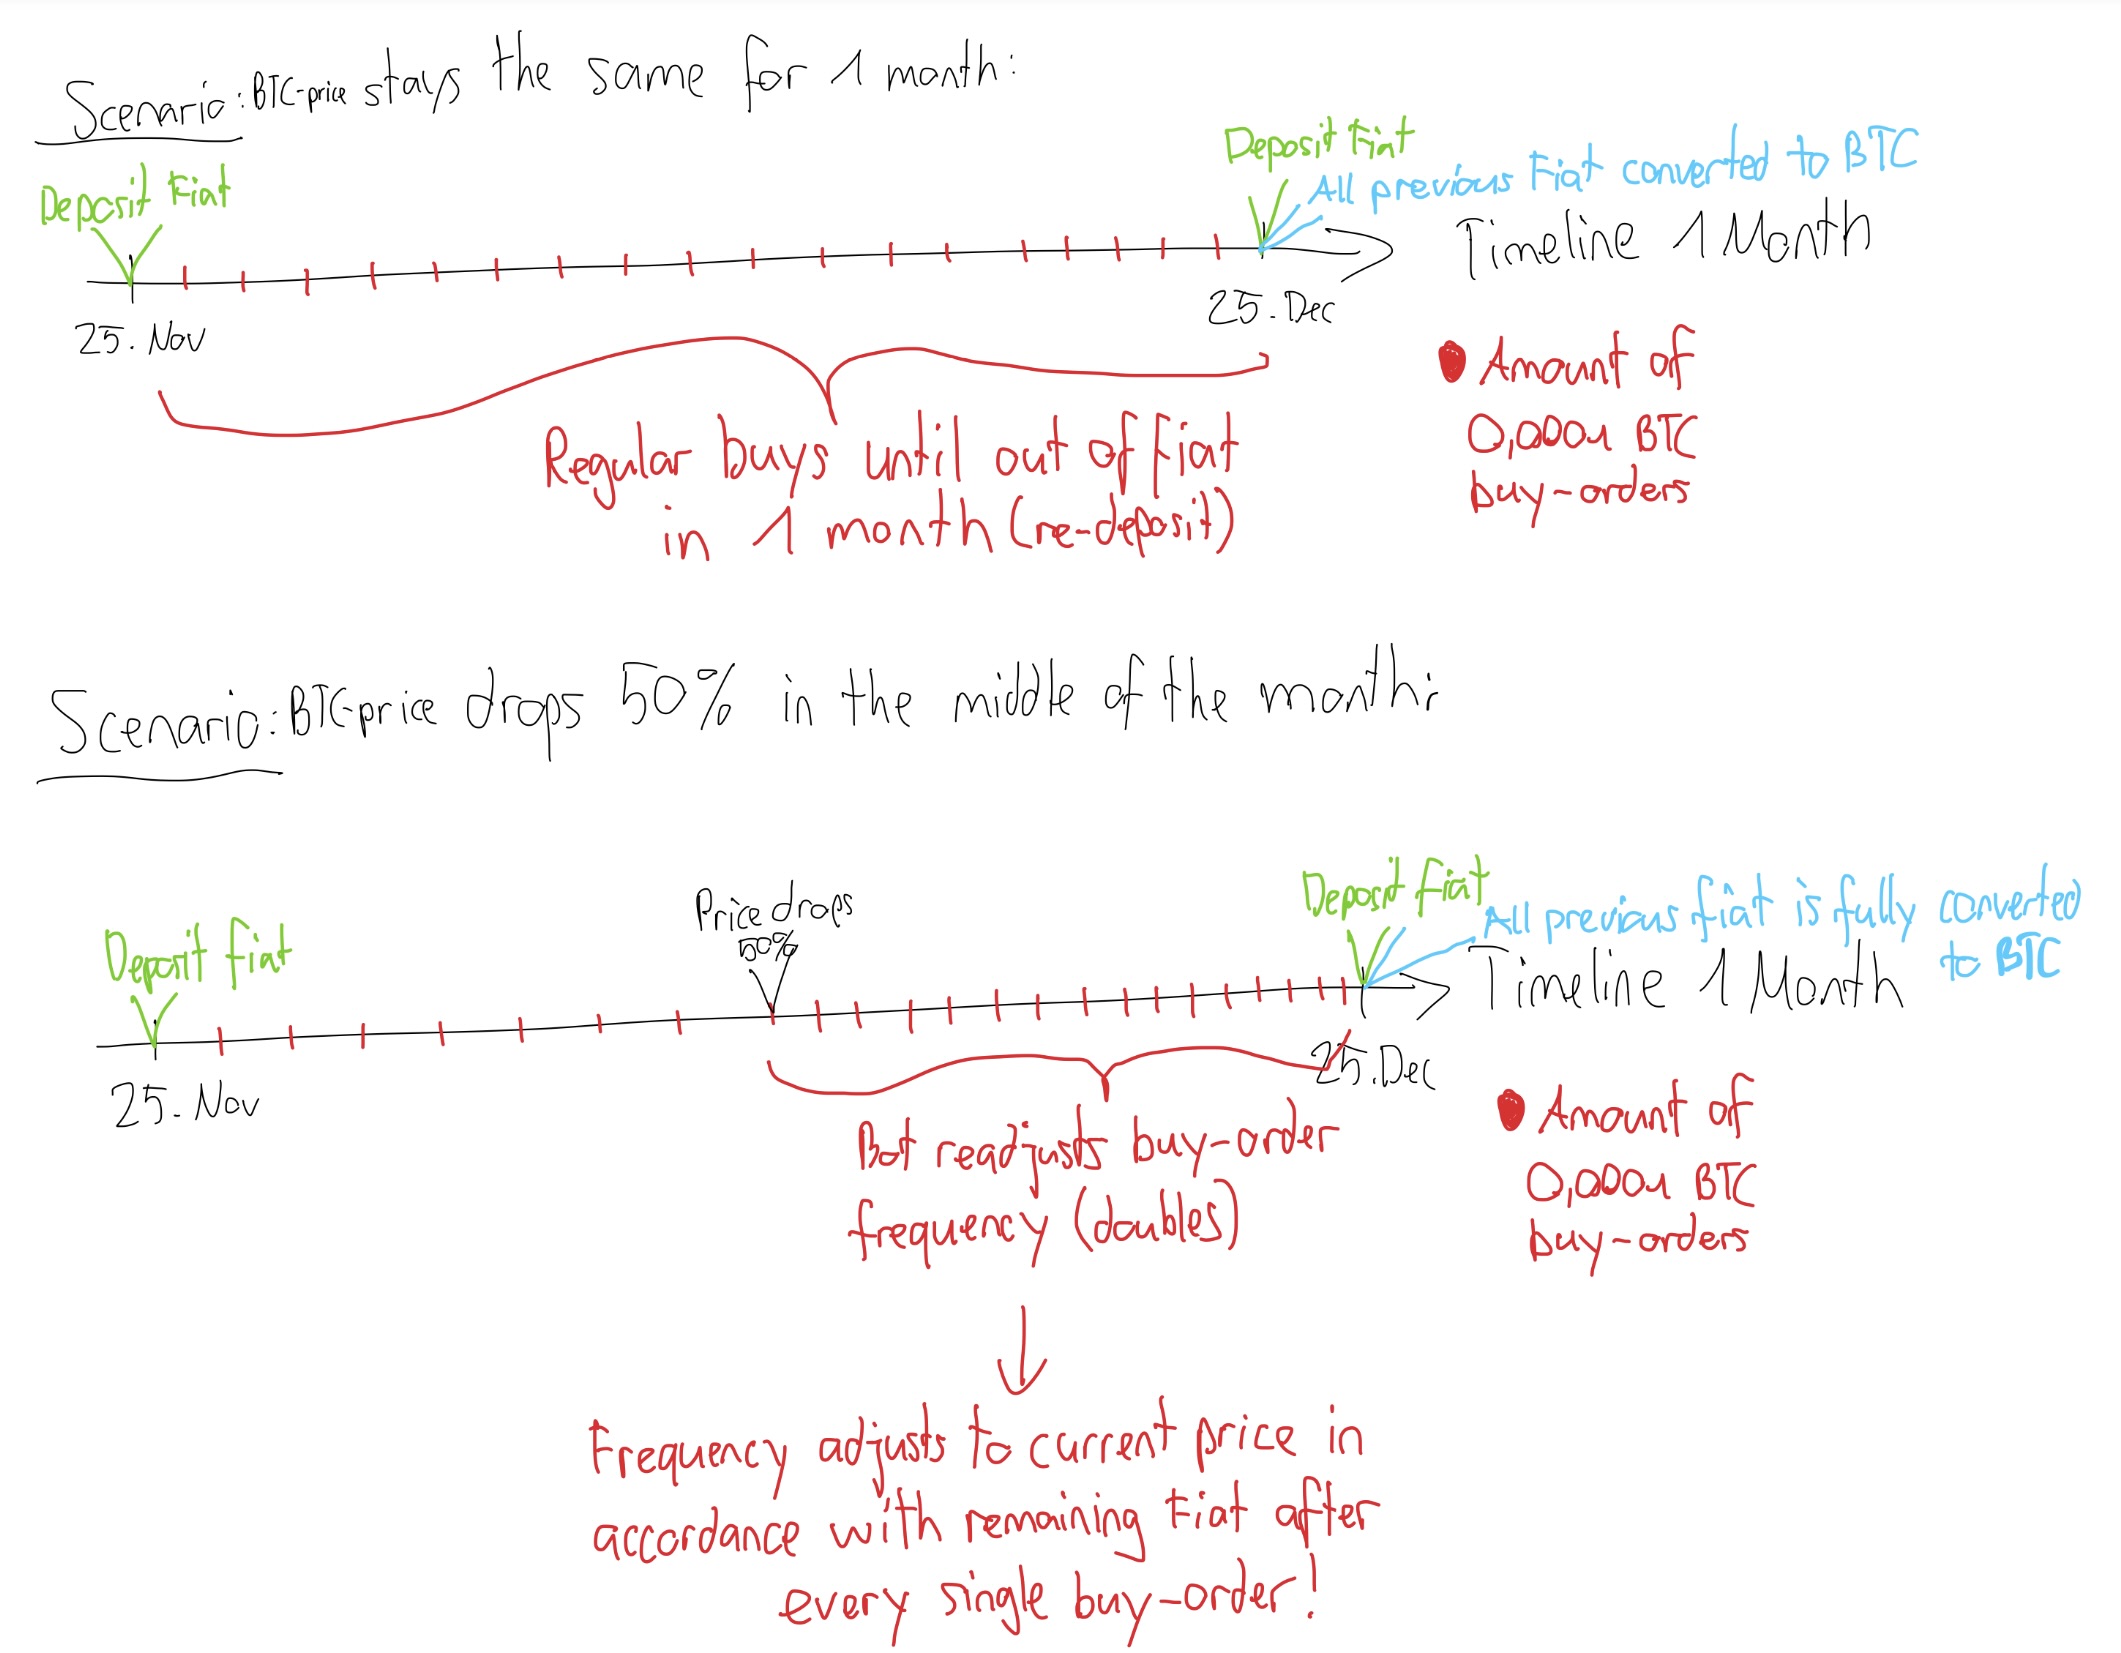 Scenario: BTC-price stays the same for 1 month:
Deposit Fiat
Deposit Fiat
All previous Fiat converted to BTC
Timeline 1 Month
25. Nov
25. Dec
Regular buys until out of Fiat
in 1 month (re-deposit)
Amount of
0,0001 BTC
buy-orders
Scenario: BTC-price drops 50% in the middle of the month:
Deposit fiat
Price drops
50%
Deposit fiat
All previous fiat is fully converted
to BTC
Timeline 1 Month
25. Nov
25. Dec
Bot readjusts buy-order
frequency (doubles)
Amount of
0,0001 BTC
buy-orders
Frequency adjusts to current price in
accordance with remaining Fiat after
every single buy-order!